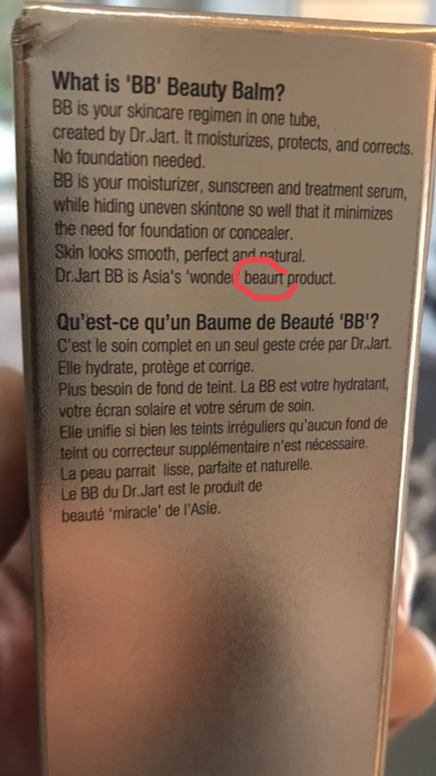 What is 'BB' Beauty Balm?
BB is your skincare regimen in one tube,
created by Dr.Jart. It moisturizes, protects, and corrects.
No foundation needed.
BB is your moisturizer, sunscreen and treatment serum,
while hiding uneven skintone so well that it minimizes
the need for foundation or concealer.
Skin looks smooth, perfect and natural.
Dr.Jart BB is Asia's 'wonder' beaurt product.
Qu'est-ce qu'un Baume de Beauté 'BB'?
C'est le soin complet en un seul geste crée par Dr.Jart.
Elle hydrate, protège et corrige.
Plus besoin de fond de teint. La BB est votre hydratant,
votre écran solaire et votre sérum de soin.
Elle unifie si bien les teints irréguliers qu'aucun fond de
teint ou correcteur supplémentaire n'est nécessaire.
La peau parrait lisse, parfaite et naturelle.
Le BB du Dr.Jart est le produit de
beauté 'miracle' de l'Asie.